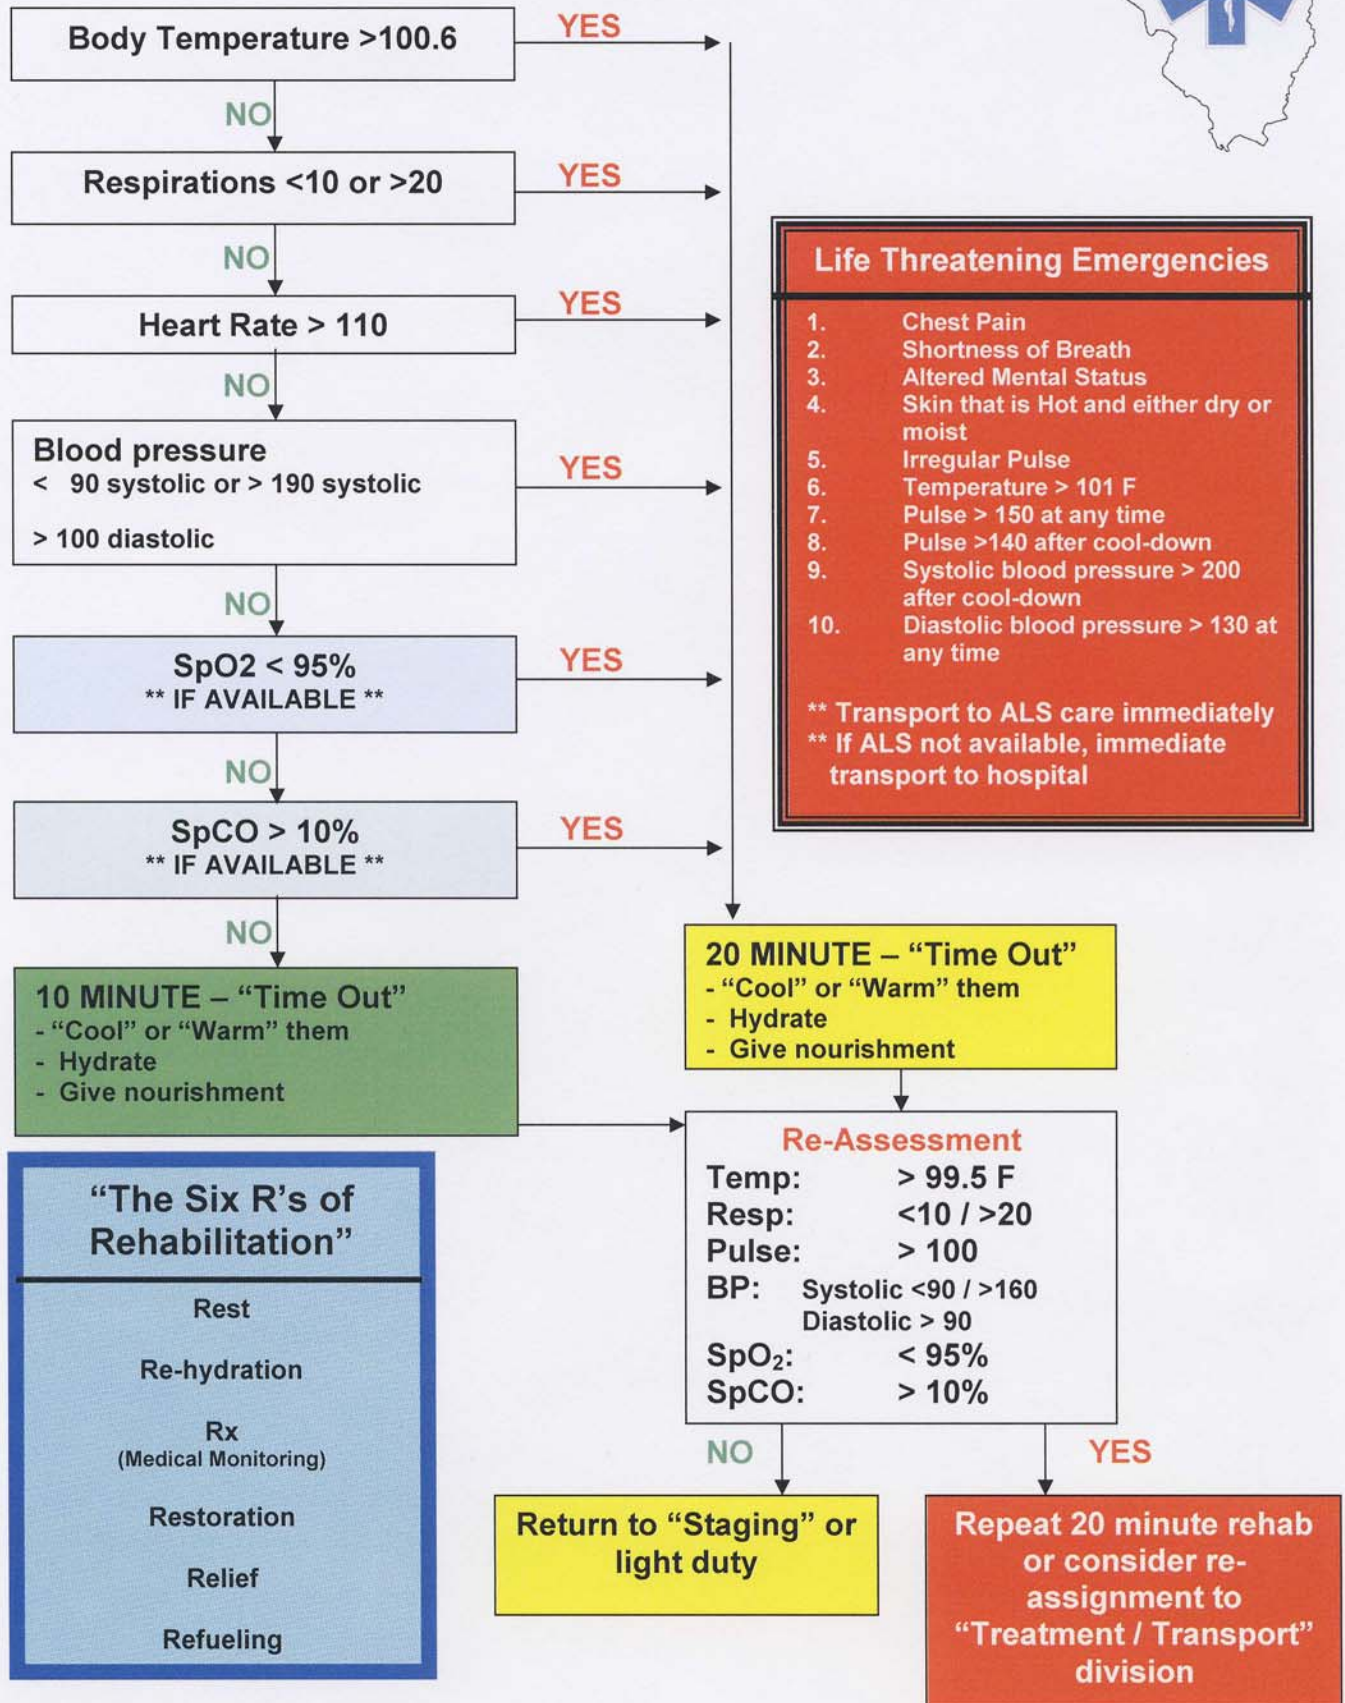 Body Temperature >100.6
YES
NO
Respirations <10 or >20
YES
NO
Heart Rate > 110
YES
NO
Blood pressure
< 90 systolic or > 190 systolic
> 100 diastolic
YES
NO
SpO2 < 95%
** IF AVAILABLE **
YES
NO
SpCO > 10%
** IF AVAILABLE **
YES
NO
10 MINUTE – “Time Out”
- “Cool” or “Warm” them
- Hydrate
- Give nourishment
Life Threatening Emergencies
1. Chest Pain
2. Shortness of Breath
3. Altered Mental Status
4. Skin that is Hot and either dry or
moist
5. Irregular Pulse
6. Temperature > 101 F
7. Pulse > 150 at any time
8. Pulse >140 after cool-down
9. Systolic blood pressure > 200
after cool-down
10. Diastolic blood pressure > 130 at
any time
** Transport to ALS care immediately
** If ALS not available, immediate
transport to hospital
20 MINUTE – “Time Out”
- “Cool” or “Warm” them
- Hydrate
- Give nourishment
Re-Assessment
Temp: > 99.5 F
Resp: <10 / >20
Pulse: > 100
BP: Systolic <90 / >160
Diastolic > 90
SpO₂: < 95%
SpCO: > 10%
NO
YES
Return to “Staging” or
light duty
Repeat 20 minute rehab
or consider re-
assignment to
“Treatment / Transport”
division
“The Six R's of
Rehabilitation”
Rest
Re-hydration
Rx
(Medical Monitoring)
Restoration
Relief
Refueling